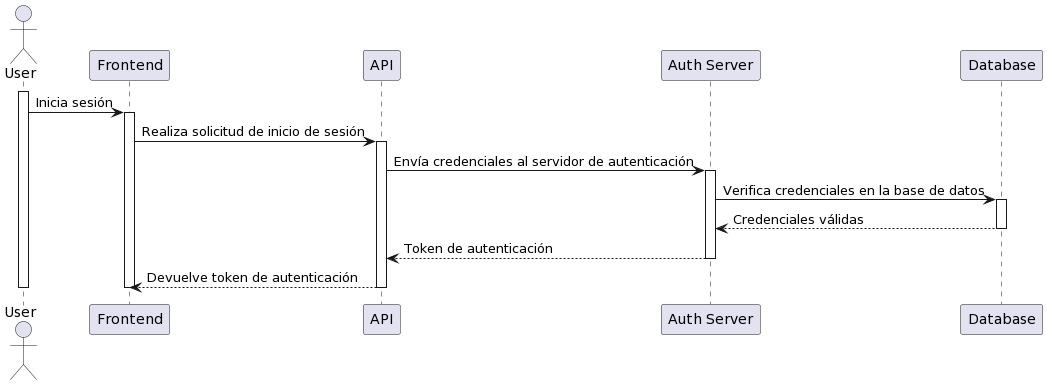 User
Frontend
API
Auth Server
Database
Inicia sesión
Realiza solicitud de inicio de sesión
Envía credenciales al servidor de autenticación
Verifica credenciales en la base de datos
Credenciales válidas
Token de autenticación
Devuelve token de autenticación
User
Frontend
API
Auth Server
Database